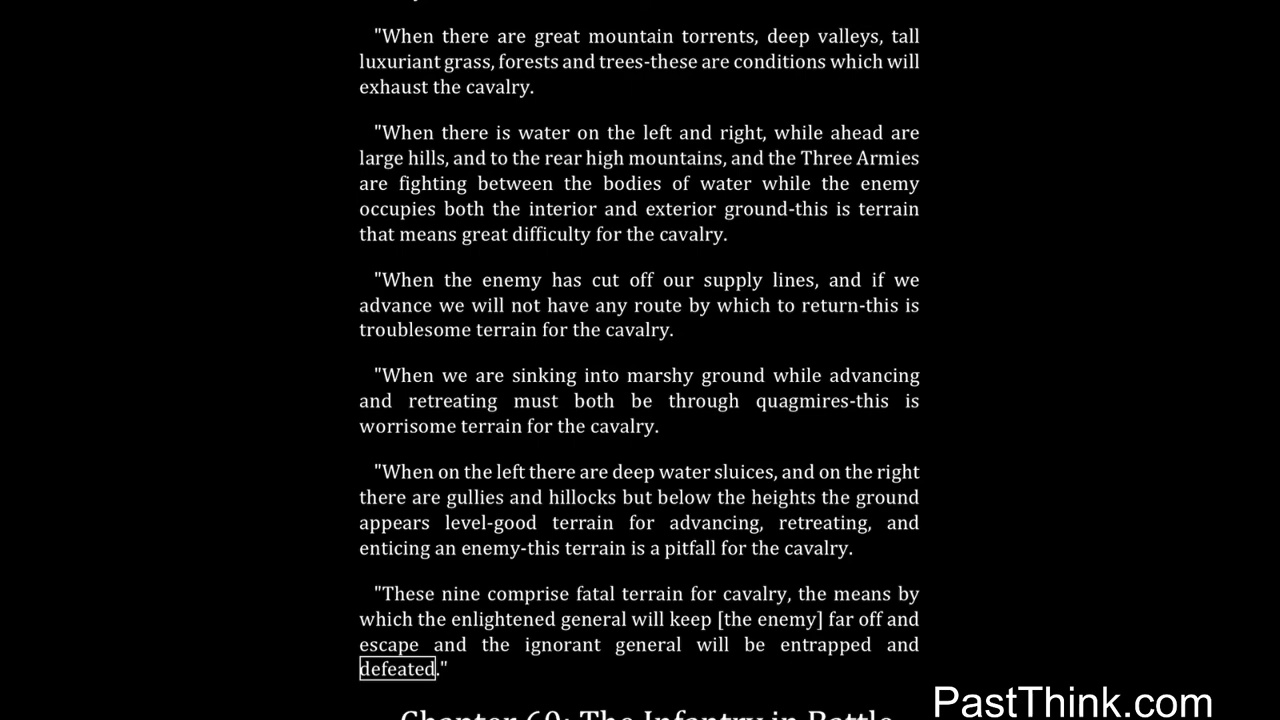 "When there are great mountain torrents, deep valleys, tall
luxuriant grass, forests and trees-these are conditions which will
exhaust the cavalry.
"When there is water on the left and right, while ahead are
large hills, and to the rear high mountains, and the Three Armies
are fighting between the bodies of water while the enemy
occupies both the interior and exterior ground-this is terrain
that means great difficulty for the cavalry.
"When the enemy has cut off our supply lines, and if we
advance we will not have any route by which to return-this is
troublesome terrain for the cavalry.
"When we are sinking into marshy ground while advancing
and retreating must both be through quagmires-this is
worrisome terrain for the cavalry.
"When on the left there are deep water sluices, and on the right
there are gullies and hillocks but below the heights the ground
appears level-good terrain for advancing, retreating, and
enticing an enemy-this terrain is a pitfall for the cavalry.
"These nine comprise fatal terrain for cavalry, the means by
which the enlightened general will keep [the enemy] far off and
escape and the ignorant general will be entrapped and
defeated."
Chapter 60: The Infantry in Battle
PastThink.com